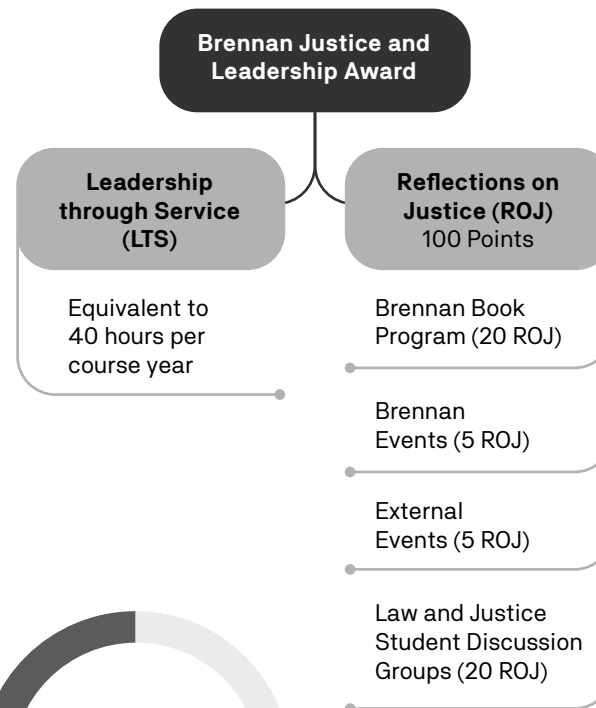 Brennan Justice and
Leadership Award
Leadership
through Service
(LTS)
Equivalent to
40 hours per
course year
Reflections on
Justice (ROJ)
100 Points
Brennan Book
Program (20 ROJ)
Brennan
Events (5 ROJ)
External
Events (5 ROJ)
Law and Justice
Student Discussion
Groups (20 ROJ)